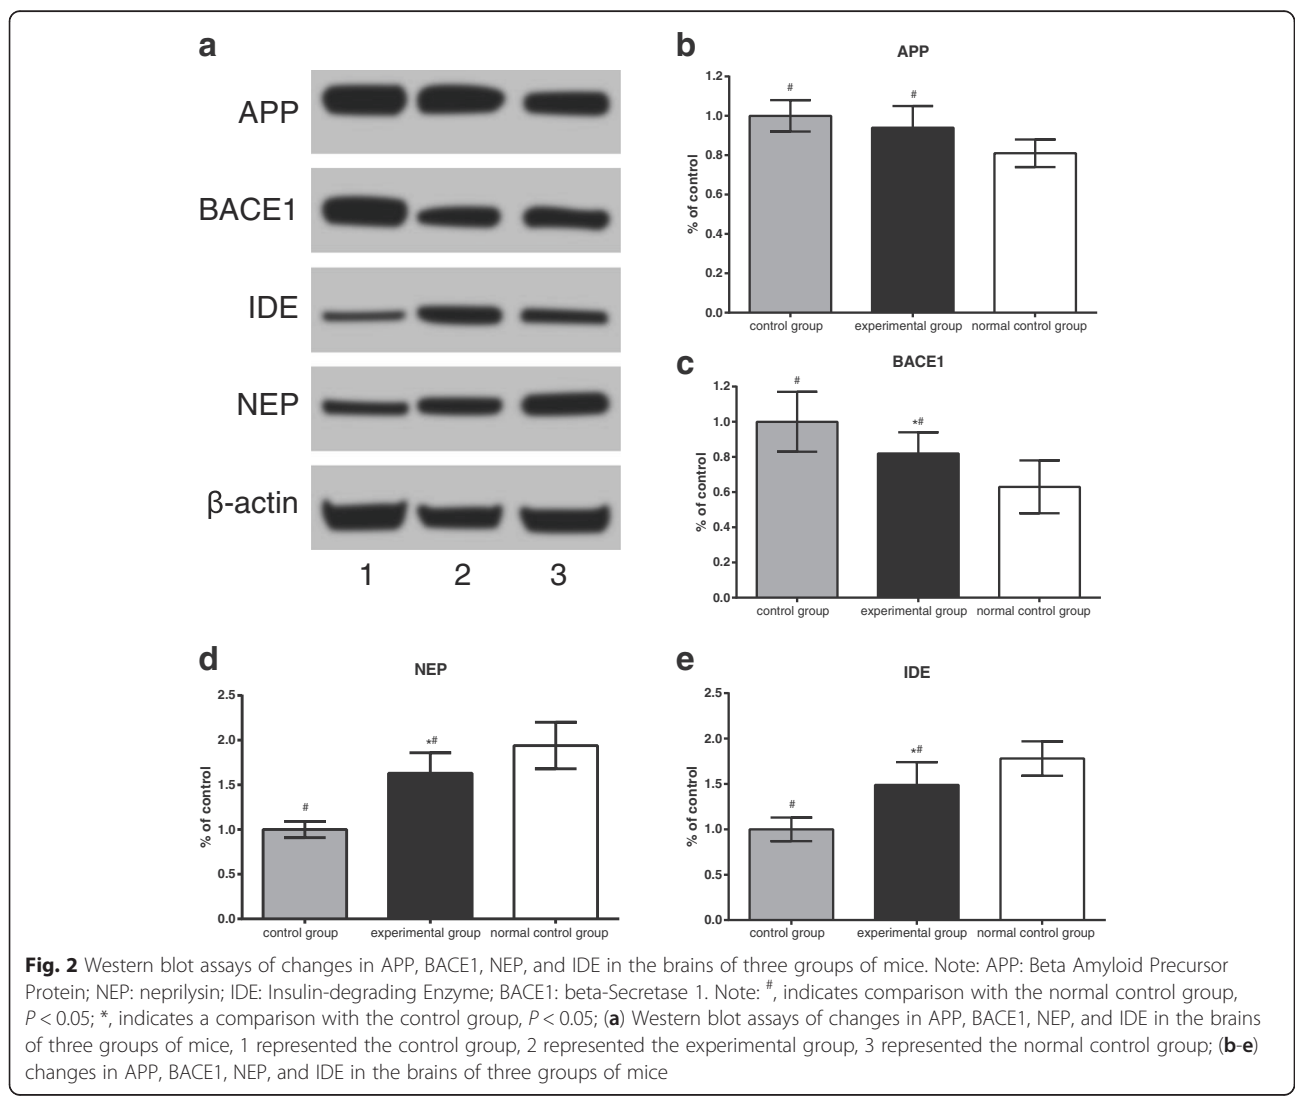 a
APP
BACE1
IDE
NEP
β-actin
1 2 3
b
APP
% of control
1.2
1.0
0.8
0.6
0.4
0.2
0.0
#
#
control group experimental group normal control group
c
BACE1
% of control
1.2
1.0
0.8
0.6
0.4
0.2
0.0
#
*#
control group experimental group normal control group
d
NEP
% of control
2.5
2.0
1.5
1.0
0.5
0.0
#
*#
control group experimental group normal control group
e
IDE
% of control
2.5
2.0
1.5
1.0
0.5
0.0
#
*#
control group experimental group normal control group
Fig. 2 Western blot assays of changes in APP, BACE1, NEP, and IDE in the brains of three groups of mice. Note: APP: Beta Amyloid Precursor
Protein; NEP: neprilysin; IDE: Insulin-degrading Enzyme; BACE1: beta-Secretase 1. Note: #, indicates comparison with the normal control group,
P < 0.05; *, indicates a comparison with the control group, P < 0.05; (a) Western blot assays of changes in APP, BACE1, NEP, and IDE in the brains
of three groups of mice, 1 represented the control group, 2 represented the experimental group, 3 represented the normal control group; (b-e)
changes in APP, BACE1, NEP, and IDE in the brains of three groups of mice